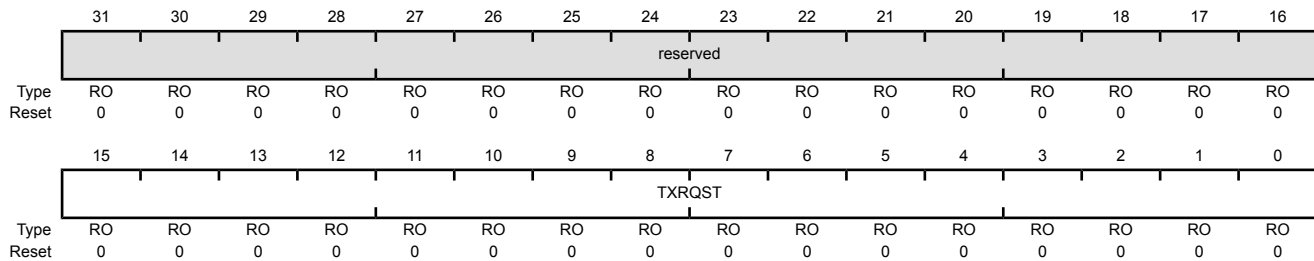 31 30 29 28 27 26 25 24 23 22 21 20 19 18 17 16
reserved
Type RO RO RO RO RO RO RO RO RO RO RO RO RO RO RO RO
Reset 0 0 0 0 0 0 0 0 0 0 0 0 0 0 0 0
15 14 13 12 11 10 9 8 7 6 5 4 3 2 1 0
TXRQST
Type RO RO RO RO RO RO RO RO RO RO RO RO RO RO RO RO
Reset 0 0 0 0 0 0 0 0 0 0 0 0 0 0 0 0